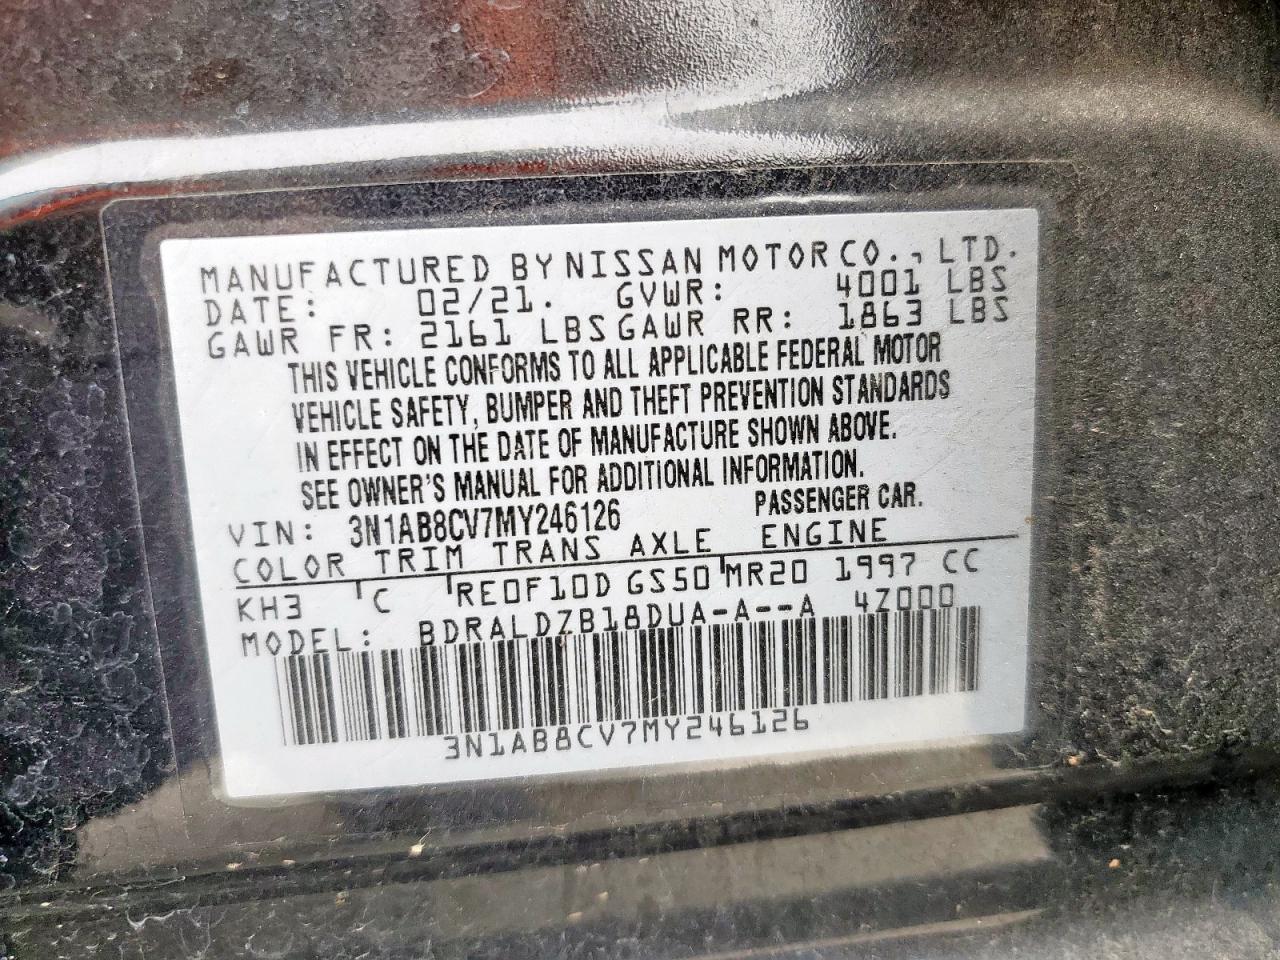 MANUFACTURED BY NISSAN MOTOR CO., LTD.
DATE: 02/21. GVWR: 4001 LBS
GAWR FR: 2161 LBS GAWR RR: 1863 LBS
THIS VEHICLE CONFORMS TO ALL APPLICABLE FEDERAL MOTOR
VEHICLE SAFETY, BUMPER AND THEFT PREVENTION STANDARDS
IN EFFECT ON THE DATE OF MANUFACTURE SHOWN ABOVE.
SEE OWNER'S MANUAL FOR ADDITIONAL INFORMATION.
VIN: 3N1AB8CV7MY246126 PASSENGER CAR.
COLOR TRIM TRANS AXLE ENGINE
KH3 C RE0F10D GS50 MR20 1997 CC
MODEL: BDRALDZB18DUA-A--A 4Z000
3N1AB8CV7MY246126